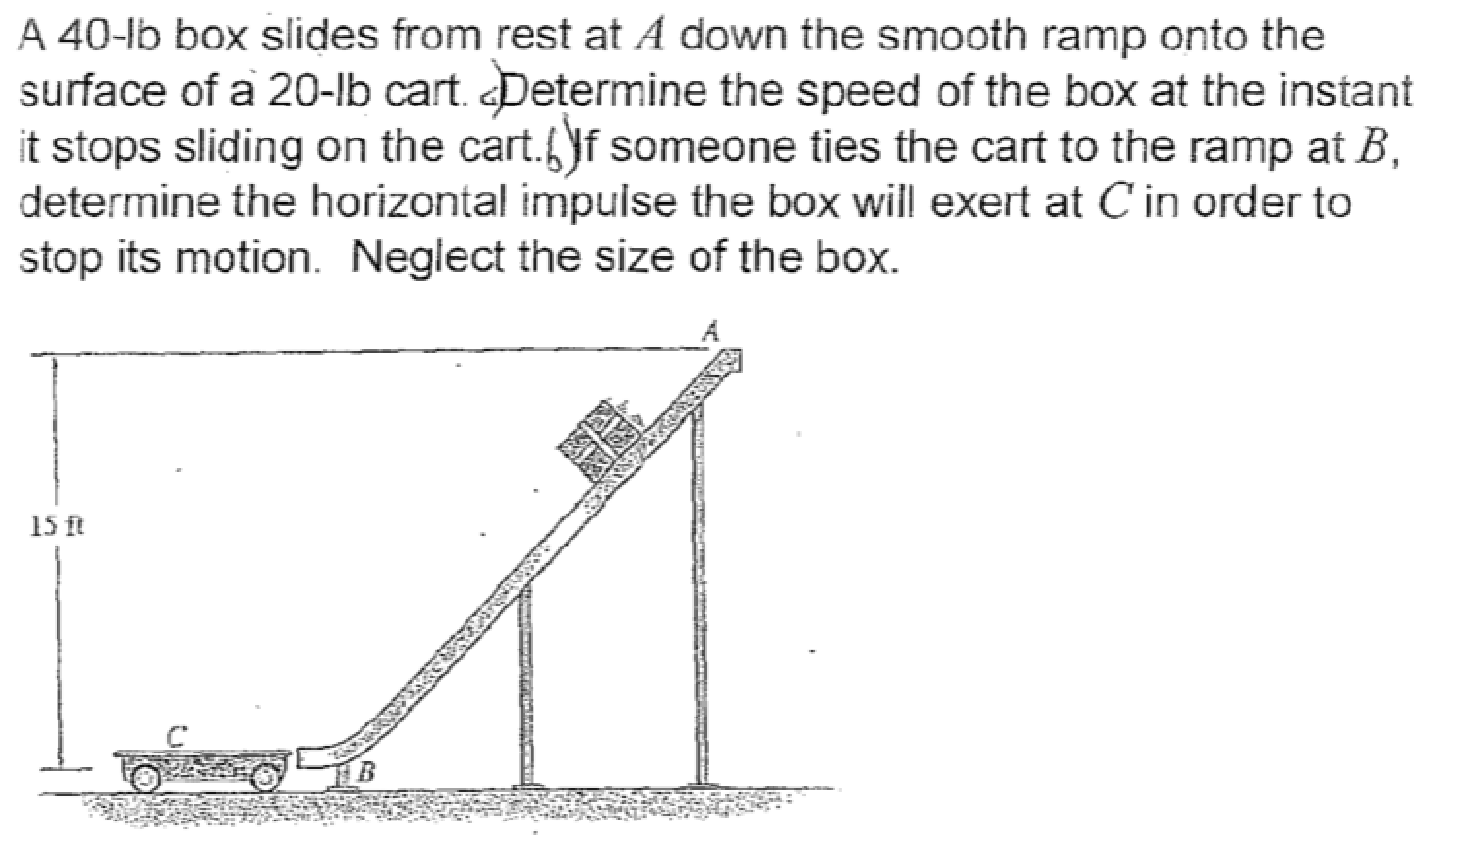 A 40-lb box slides from rest at A down the smooth ramp onto the
surface of a 20-lb cart. a) Determine the speed of the box at the instant
it stops sliding on the cart. b) If someone ties the cart to the ramp at B,
determine the horizontal impulse the box will exert at C in order to
stop its motion. Neglect the size of the box.
A
15 ft
C
B